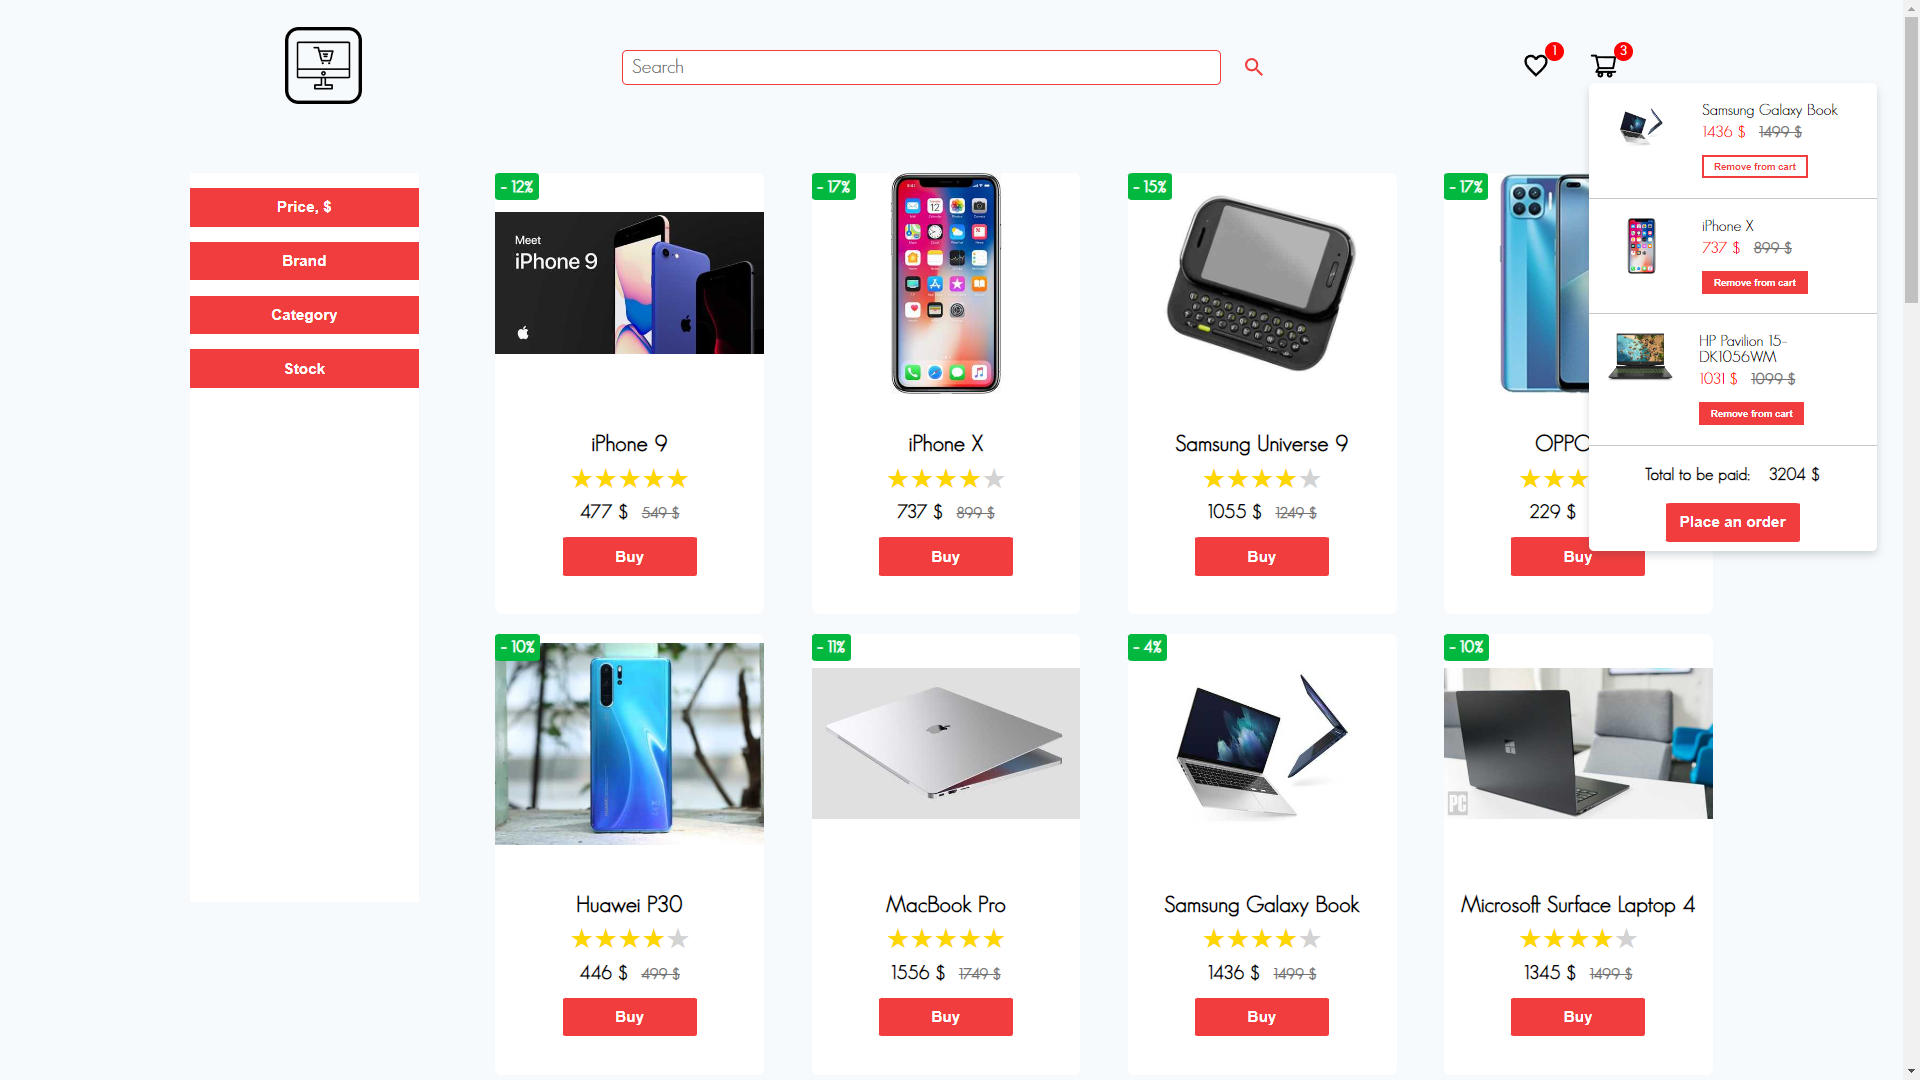 Search
1
3
Samsung Galaxy Book
1436 $ 1499 $
Remove from cart
iPhone X
737 $ 899 $
Remove from cart
HP Pavilion 15-
DK1056WM
1031 $ 1099 $
Remove from cart
Total to be paid: 3204 $
Place an order
Price, $
Brand
Category
Stock
- 12%
Meet
iPhone 9
iPhone 9
477 $ 549 $
Buy
- 17%
iPhone X
737 $ 899 $
Buy
- 15%
Samsung Universe 9
1055 $ 1249 $
Buy
- 17%
OPPO
229 $
Buy
- 10%
Huawei P30
446 $ 499 $
Buy
- 11%
MacBook Pro
1556 $ 1749 $
Buy
- 4%
Samsung Galaxy Book
1436 $ 1499 $
Buy
- 10%
PC
Microsoft Surface Laptop 4
1345 $ 1499 $
Buy